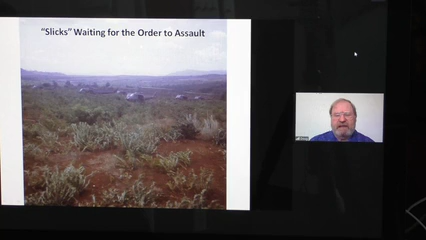 “Slicks” Waiting for the Order to Assault